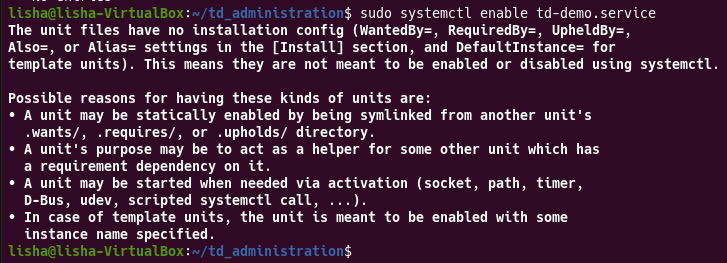 lisha@lisha-VirtualBox:~/td_administration$ sudo systemctl enable td-demo.service
The unit files have no installation config (WantedBy=, RequiredBy=, UpheldBy=,
Also=, or Alias= settings in the [Install] section, and DefaultInstance= for
template units). This means they are not meant to be enabled or disabled using systemctl.

Possible reasons for having these kinds of units are:
• A unit may be statically enabled by being symlinked from another unit's
  .wants/, .requires/, or .upholds/ directory.
• A unit's purpose may be to act as a helper for some other unit which has
  a requirement dependency on it.
• A unit may be started when needed via activation (socket, path, timer,
  D-Bus, udev, scripted systemctl call, ...).
• In case of template units, the unit is meant to be enabled with some
  instance name specified.
lisha@lisha-VirtualBox:~/td_administration$